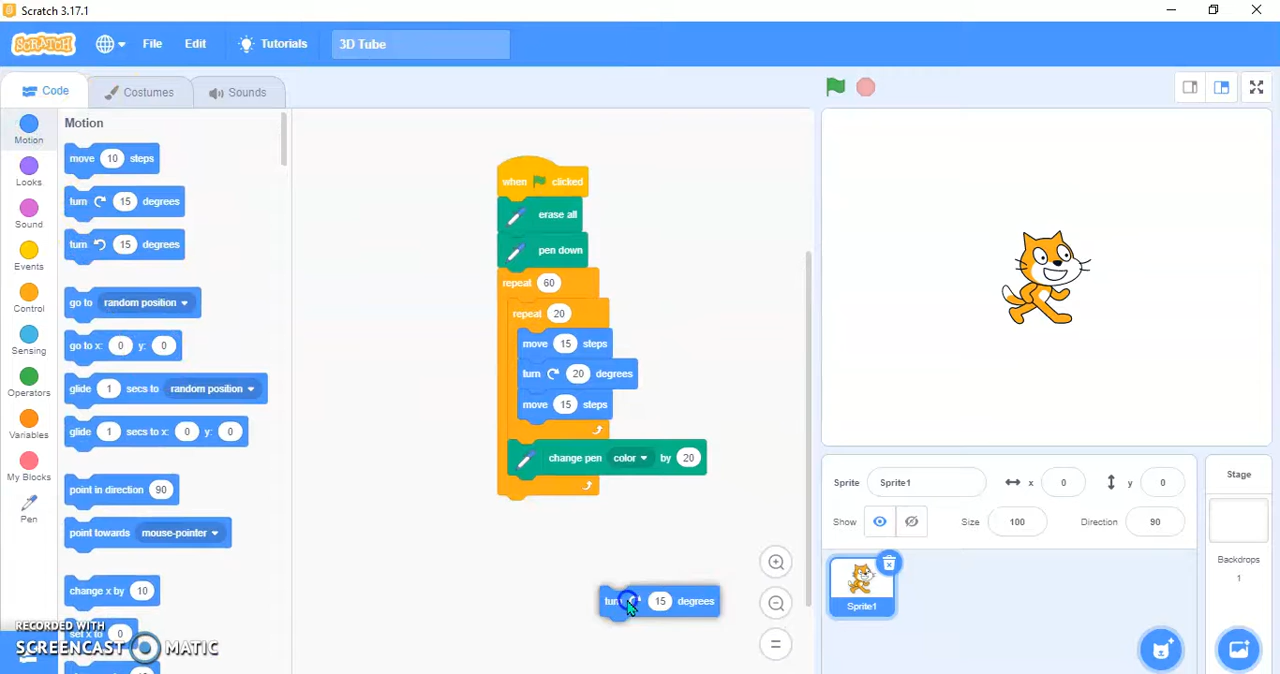 Scratch 3.17.1
SCRATCH
File
Edit
Tutorials
3D Tube
Code
Costumes
Sounds
Motion
Looks
Sound
Events
Control
Sensing
Operators
Variables
My Blocks
Pen
Motion
move 10 steps
turn 15 degrees
turn 15 degrees
go to random position
go to x: 0 y: 0
glide 1 secs to random position
glide 1 secs to x: 0 y: 0
point in direction 90
point towards mouse-pointer
change x by 10
set x to 0
RECORDED WITH
SCREENCAST MATIC
when clicked
erase all
pen down
repeat 60
repeat 20
move 15 steps
turn 20 degrees
move 15 steps
change pen color by 20
turn 15 degrees
Sprite Sprite1 x 0 y 0
Show Size 100 Direction 90
Sprite1
Stage
Backdrops
1